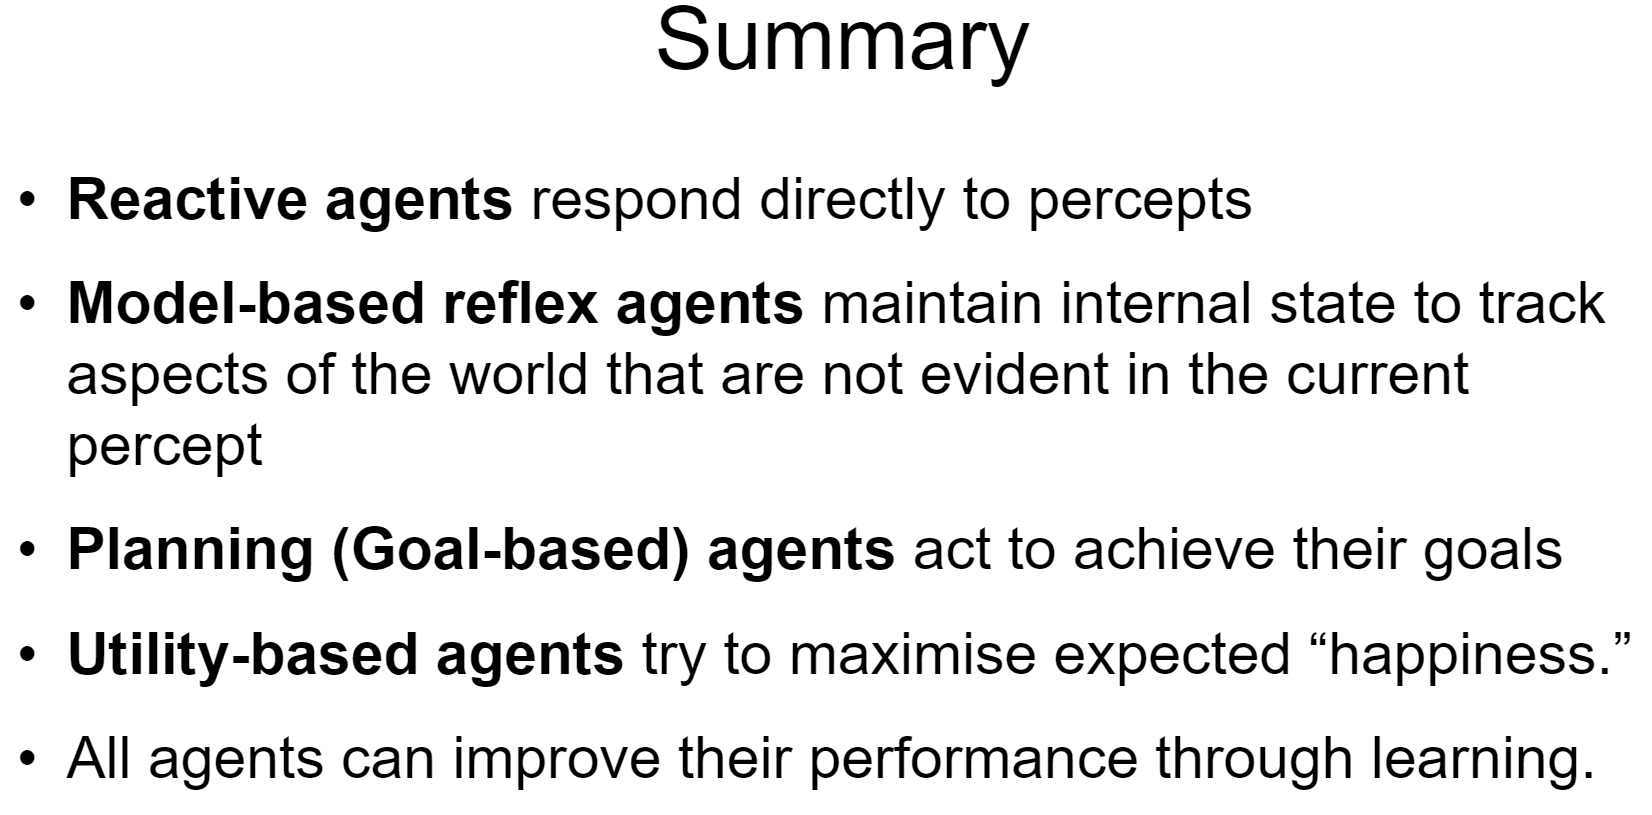 Summary
• Reactive agents respond directly to percepts
• Model-based reflex agents maintain internal state to track
aspects of the world that are not evident in the current
percept
• Planning (Goal-based) agents act to achieve their goals
• Utility-based agents try to maximise expected “happiness.”
• All agents can improve their performance through learning.